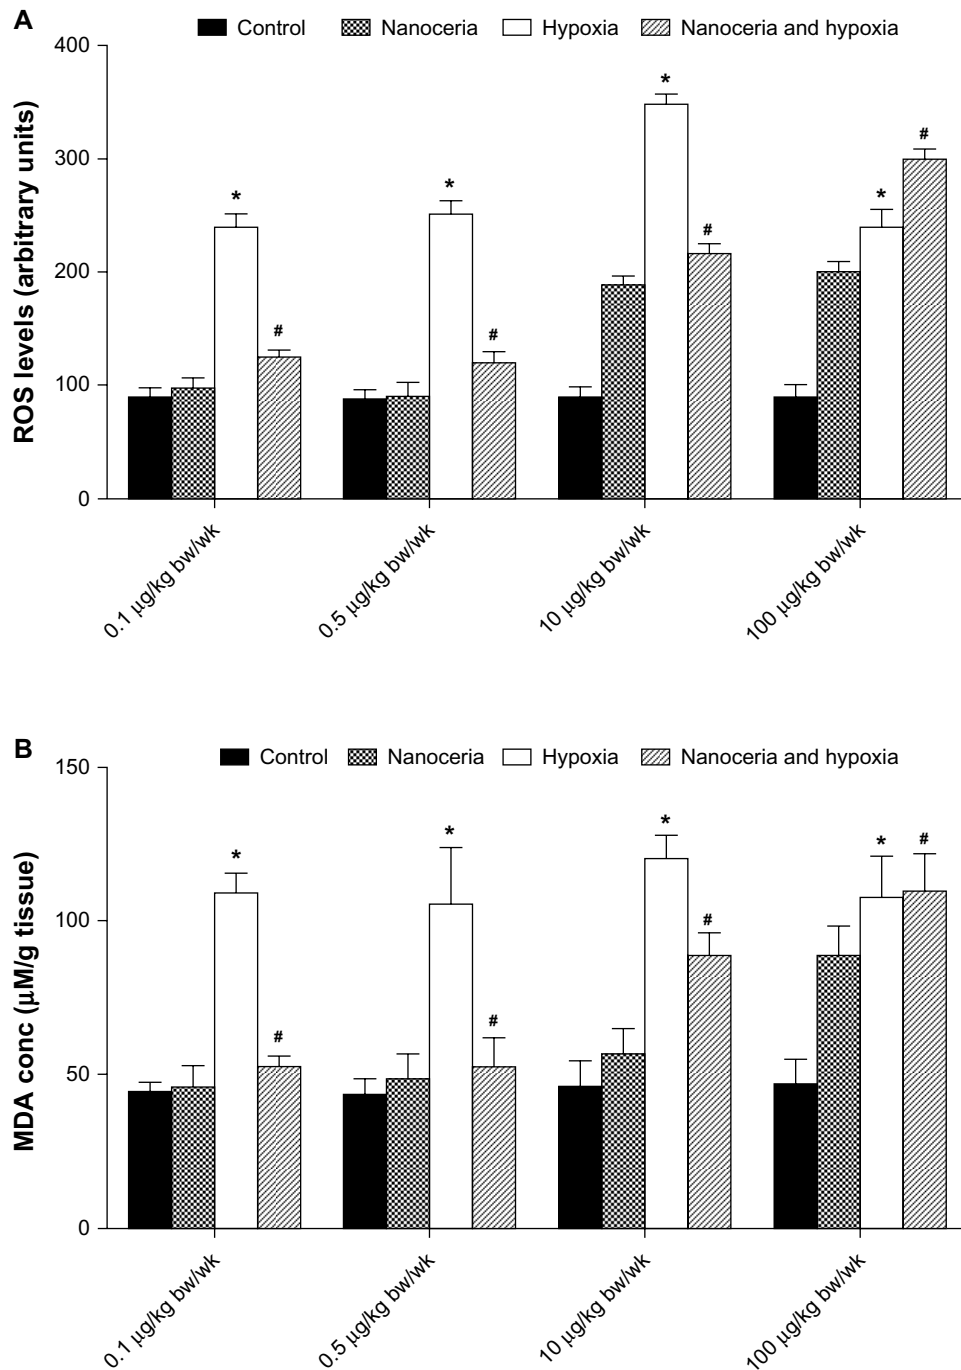 A
Control Nanoceria Hypoxia Nanoceria and hypoxia
400
300
200
100
0
ROS levels (arbitrary units)
*
#
*
#
*
#
*
#
0.1 μg/kg bw/wk
0.5 μg/kg bw/wk
10 μg/kg bw/wk
100 μg/kg bw/wk
B
Control Nanoceria Hypoxia Nanoceria and hypoxia
150
100
50
0
MDA conc (μM/g tissue)
*
#
*
#
*
#
*
#
0.1 μg/kg bw/wk
0.5 μg/kg bw/wk
10 μg/kg bw/wk
100 μg/kg bw/wk